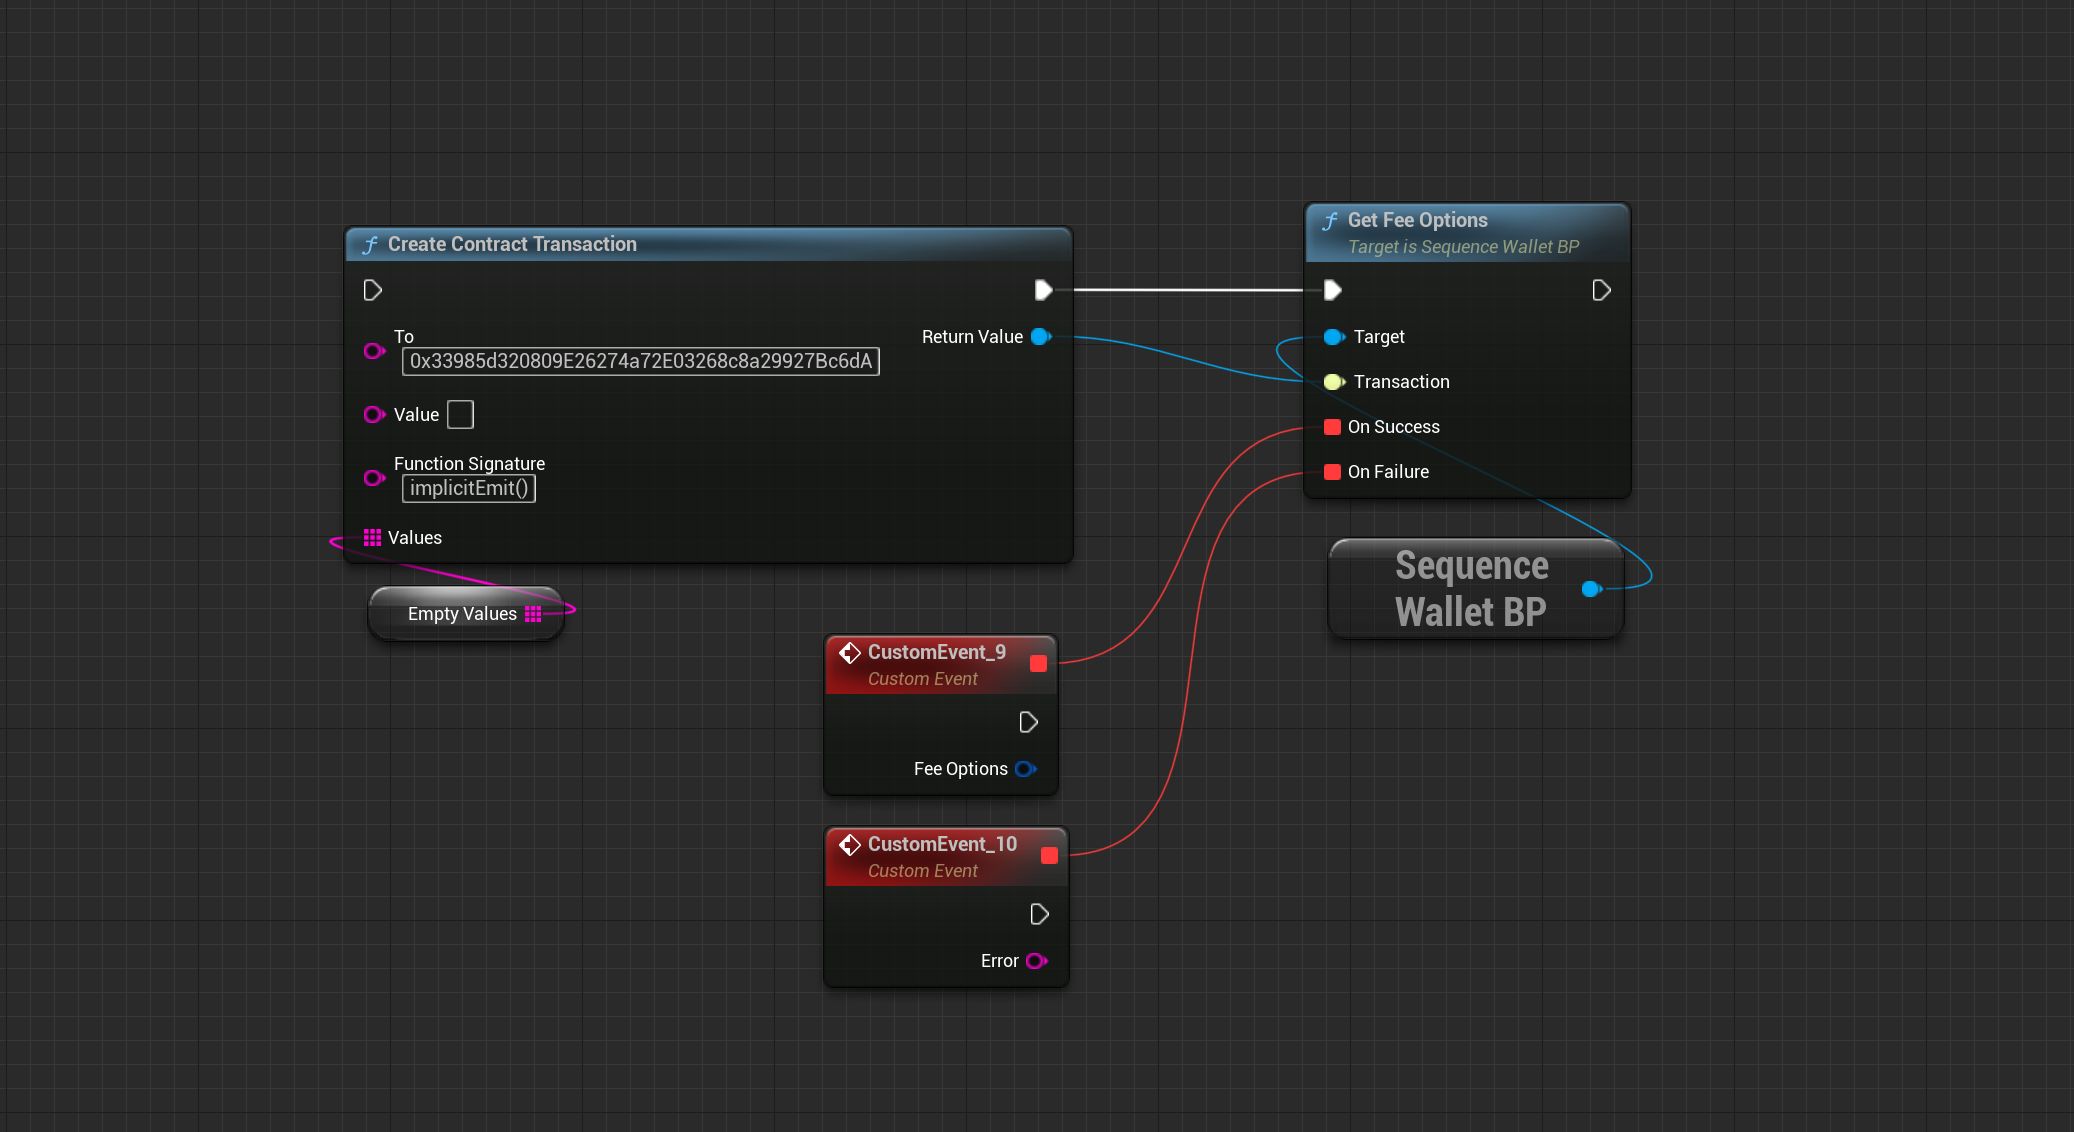 Create Contract Transaction
To
0x33985d320809E26274a72E03268c8a29927Bc6dA
Return Value
Value
Function Signature
implicitEmit()
Values
Empty Values
Get Fee Options
Target is Sequence Wallet BP
Target
Transaction
On Success
On Failure
Sequence
Wallet BP
CustomEvent_9
Custom Event
Fee Options
CustomEvent_10
Custom Event
Error